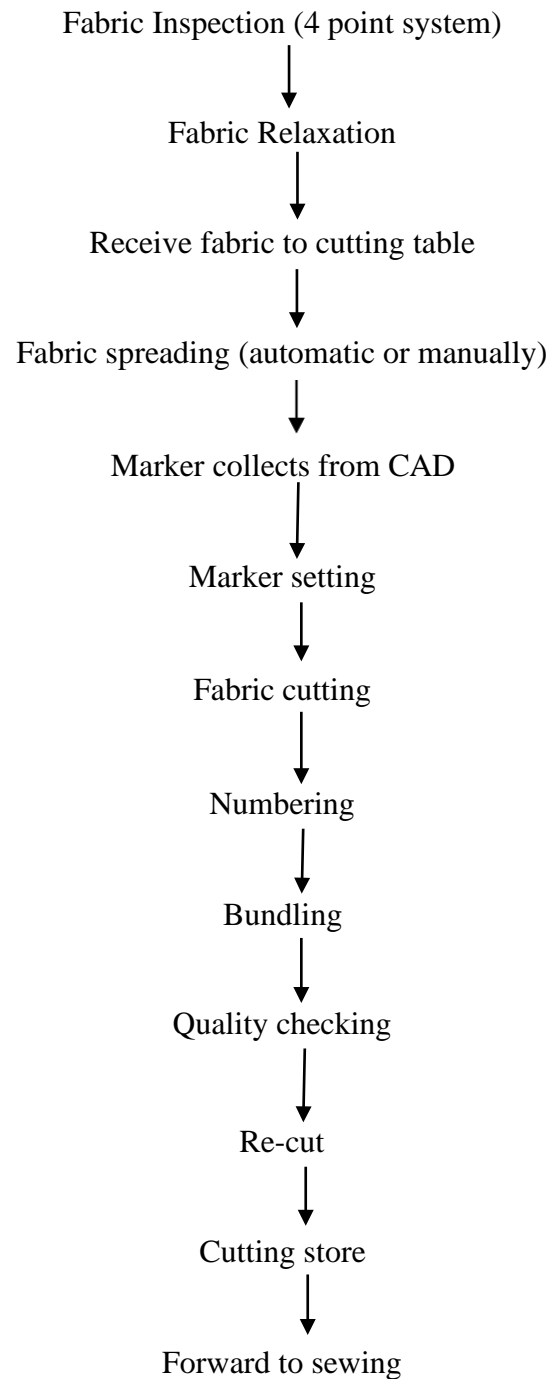 Fabric Inspection (4 point system)
Fabric Relaxation
Receive fabric to cutting table
Fabric spreading (automatic or manually)
Marker collects from CAD
Marker setting
Fabric cutting
Numbering
Bundling
Quality checking
Re-cut
Cutting store
Forward to sewing